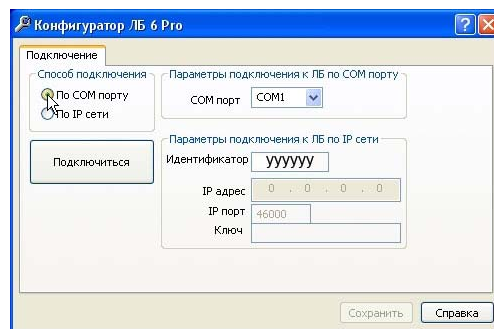 Конфигуратор ЛБ 6 Pro
Подключение
Способ подключения
По COM порту
По IP сети
Подключиться
Параметры подключения к ЛБ по COM порту
COM порт COM1
Параметры подключения к ЛБ по IP сети
Идентификатор yyyyyy
IP адрес 0 . 0 . 0 . 0
IP порт 46000
Ключ
Сохранить Справка